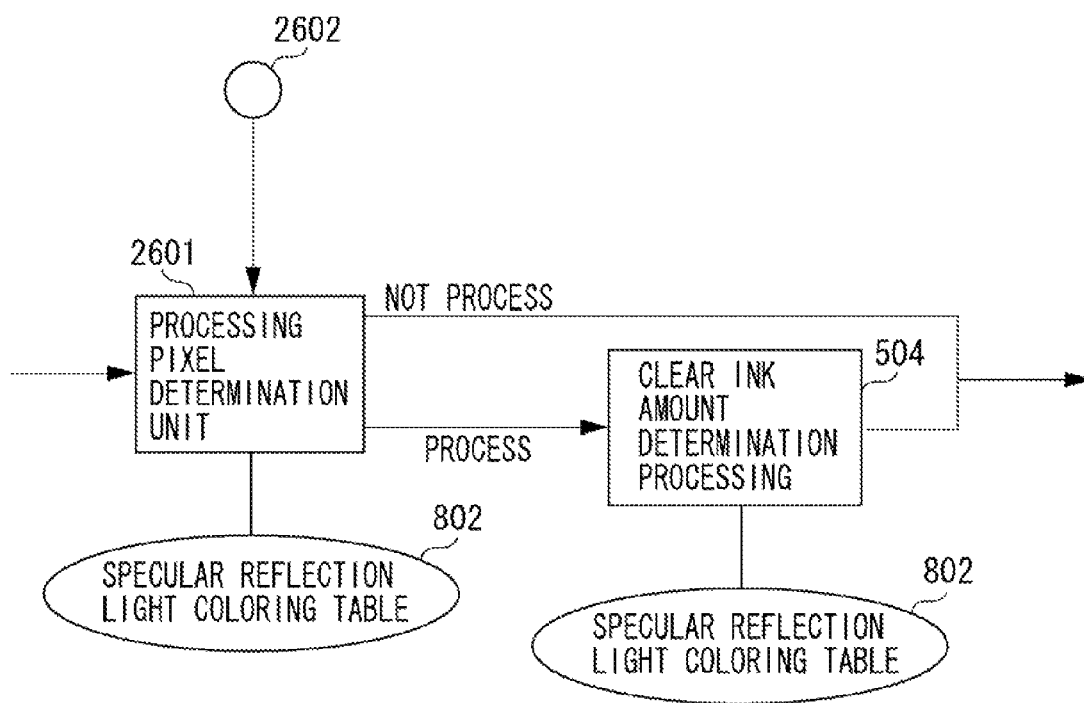 2602
2601
PROCESSING
PIXEL
DETERMINATION
UNIT
NOT PROCESS
PROCESS
504
CLEAR INK
AMOUNT
DETERMINATION
PROCESSING
802
SPECULAR REFLECTION
LIGHT COLORING TABLE
802
SPECULAR REFLECTION
LIGHT COLORING TABLE